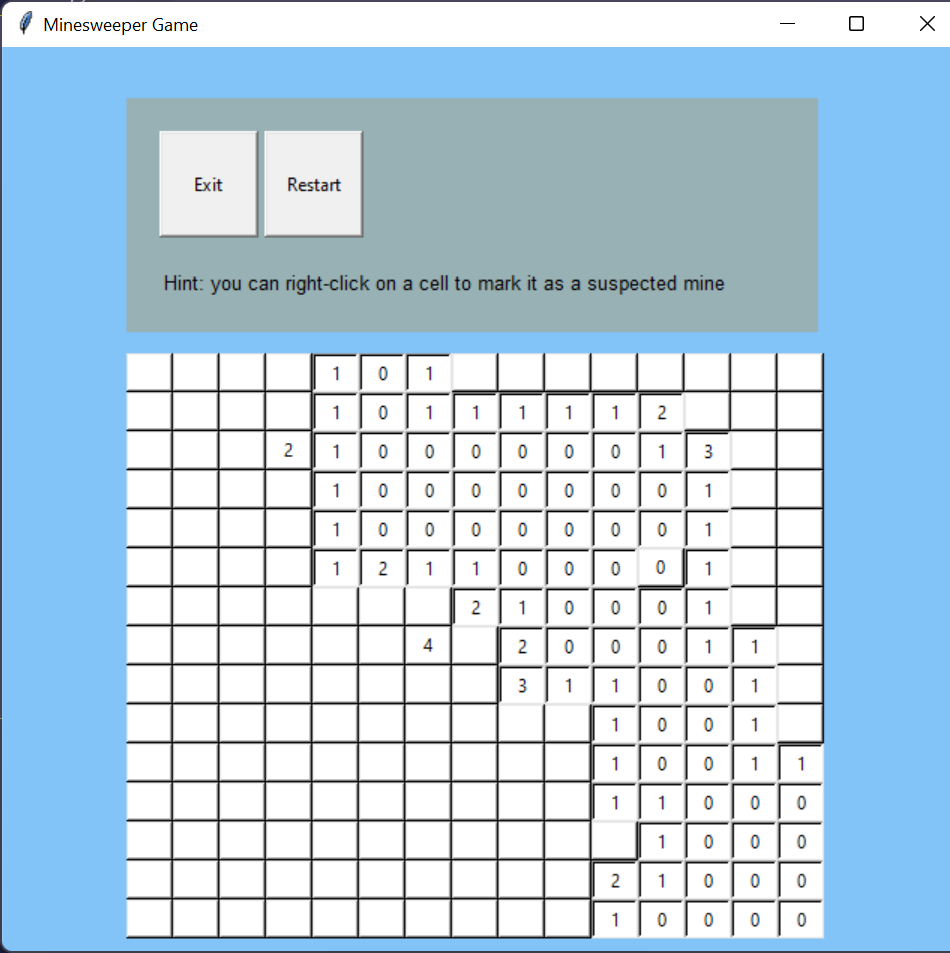 Minesweeper Game
Exit Restart
Hint: you can right-click on a cell to mark it as a suspected mine
1 0 1
1 0 1 1 1 1 1 2
2 1 0 0 0 0 0 0 1 3
1 0 0 0 0 0 0 0 1
1 0 0 0 0 0 0 0 1
1 2 1 1 0 0 0 0 1
2 1 0 0 0 1
4 2 0 0 0 1 1
3 1 1 0 0 1
1 0 0 1
1 0 0 1 1
1 1 0 0 0
1 0 0 0
2 1 0 0 0
1 0 0 0 0